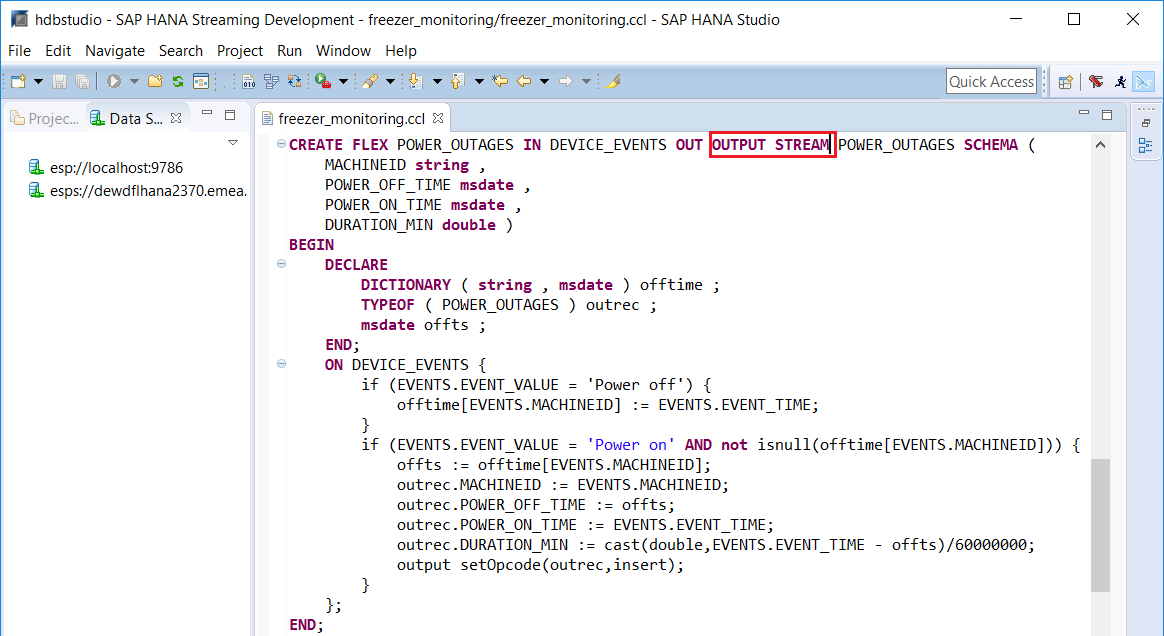 hdbstudio - SAP HANA Streaming Development - freezer_monitoring/freezer_monitoring.ccl - SAP HANA Studio
File Edit Navigate Search Project Run Window Help
Quick Access
Projec... Data S... freezer_monitoring.ccl
esp://localhost:9786
esps://dewdflhana2370.emea.
CREATE FLEX POWER_OUTAGES IN DEVICE_EVENTS OUT OUTPUT STREAM POWER_OUTAGES SCHEMA (
MACHINEID string ,
POWER_OFF_TIME msdate ,
POWER_ON_TIME msdate ,
DURATION_MIN double )
BEGIN
DECLARE
DICTIONARY ( string , msdate ) offtime ;
TYPEOF ( POWER_OUTAGES ) outrec ;
msdate offts ;
END;
ON DEVICE_EVENTS {
if (EVENTS.EVENT_VALUE = 'Power off') {
offtime[EVENTS.MACHINEID] := EVENTS.EVENT_TIME;
}
if (EVENTS.EVENT_VALUE = 'Power on' AND not isnull(offtime[EVENTS.MACHINEID])) {
offts := offtime[EVENTS.MACHINEID];
outrec.MACHINEID := EVENTS.MACHINEID;
outrec.POWER_OFF_TIME := offts;
outrec.POWER_ON_TIME := EVENTS.EVENT_TIME;
outrec.DURATION_MIN := cast(double,EVENTS.EVENT_TIME - offts)/60000000;
output setOpcode(outrec,insert);
}
};
END;